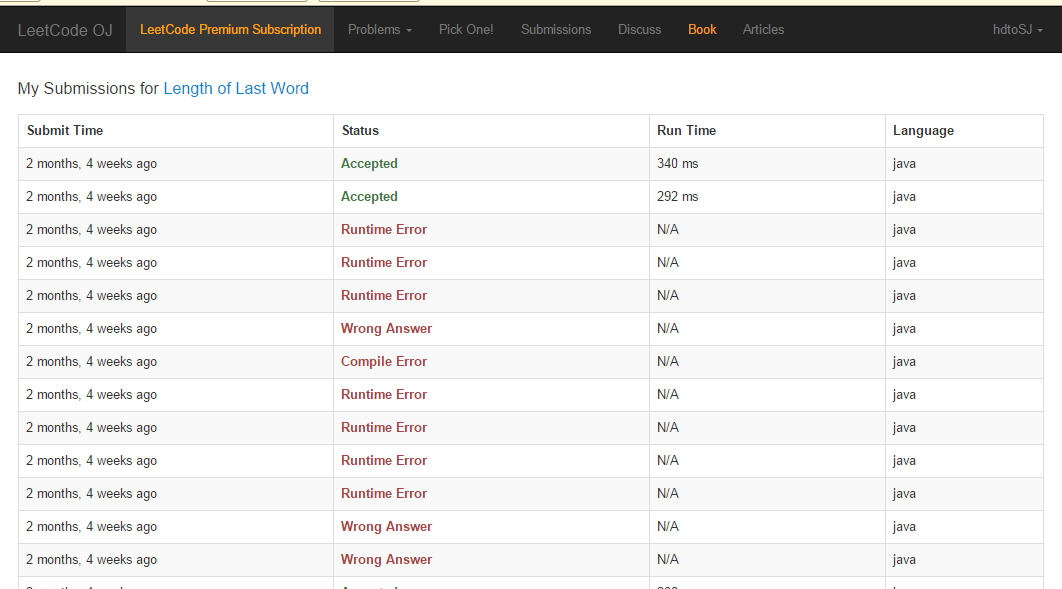 LeetCode OJ LeetCode Premium Subscription Problems Pick One! Submissions Discuss Book Articles hdtoSJ
My Submissions for Length of Last Word
Submit Time Status Run Time Language
2 months, 4 weeks ago Accepted 340 ms java
2 months, 4 weeks ago Accepted 292 ms java
2 months, 4 weeks ago Runtime Error N/A java
2 months, 4 weeks ago Runtime Error N/A java
2 months, 4 weeks ago Runtime Error N/A java
2 months, 4 weeks ago Wrong Answer N/A java
2 months, 4 weeks ago Compile Error N/A java
2 months, 4 weeks ago Runtime Error N/A java
2 months, 4 weeks ago Runtime Error N/A java
2 months, 4 weeks ago Runtime Error N/A java
2 months, 4 weeks ago Runtime Error N/A java
2 months, 4 weeks ago Wrong Answer N/A java
2 months, 4 weeks ago Wrong Answer N/A java